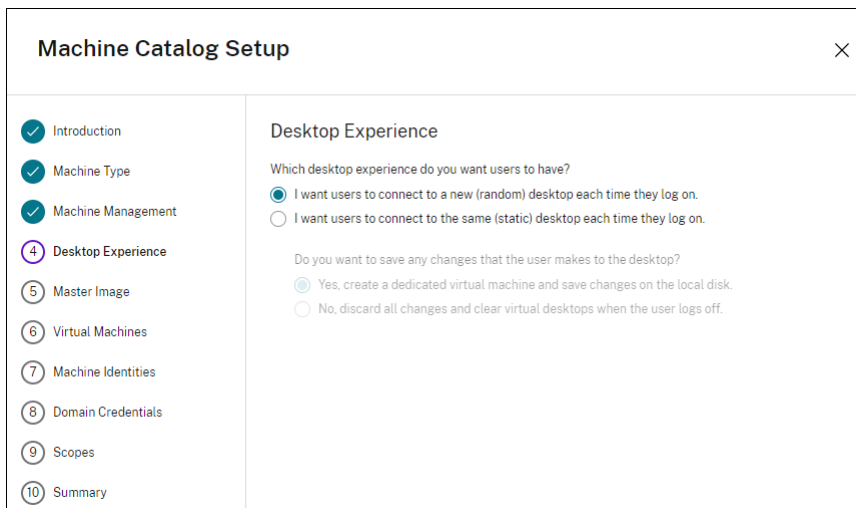 Machine Catalog Setup
Introduction
Machine Type
Machine Management
4 Desktop Experience
5 Master Image
6 Virtual Machines
7 Machine Identities
8 Domain Credentials
9 Scopes
10 Summary
Desktop Experience
Which desktop experience do you want users to have?
I want users to connect to a new (random) desktop each time they log on.
I want users to connect to the same (static) desktop each time they log on.
Do you want to save any changes that the user makes to the desktop?
Yes, create a dedicated virtual machine and save changes on the local disk.
No, discard all changes and clear virtual desktops when the user logs off.